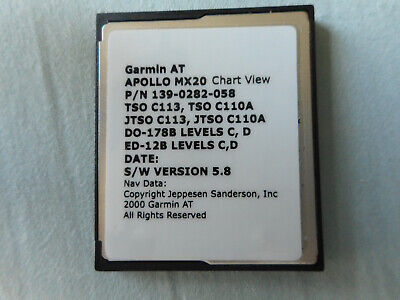 Garmin AT
APOLLO MX20 Chart View
P/N 139-0282-058
TSO C113, TSO C110A
JTSO C113, JTSO C110A
DO-178B LEVELS C, D
ED-12B LEVELS C,D
DATE:
S/W VERSION 5.8
Nav Data:
Copyright Jeppesen Sanderson, Inc
2000 Garmin AT
All Rights Reserved